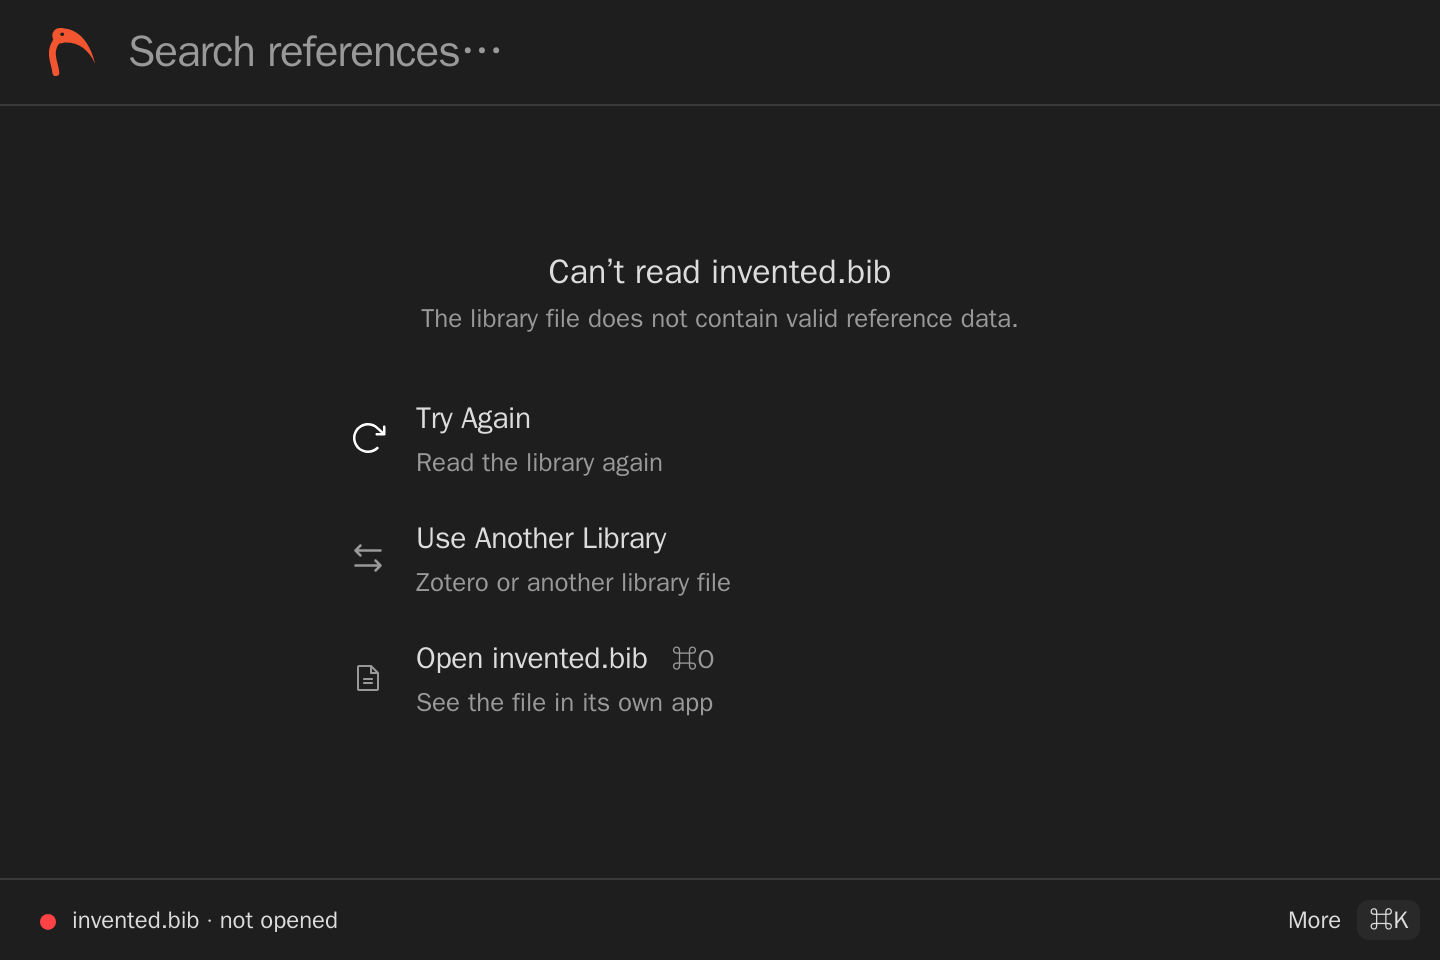 Search references…
Can’t read invented.bib
The library file does not contain valid reference data.
Try Again
Read the library again
Use Another Library
Zotero or another library file
Open invented.bib ⌘O
See the file in its own app
invented.bib · not opened
More ⌘K